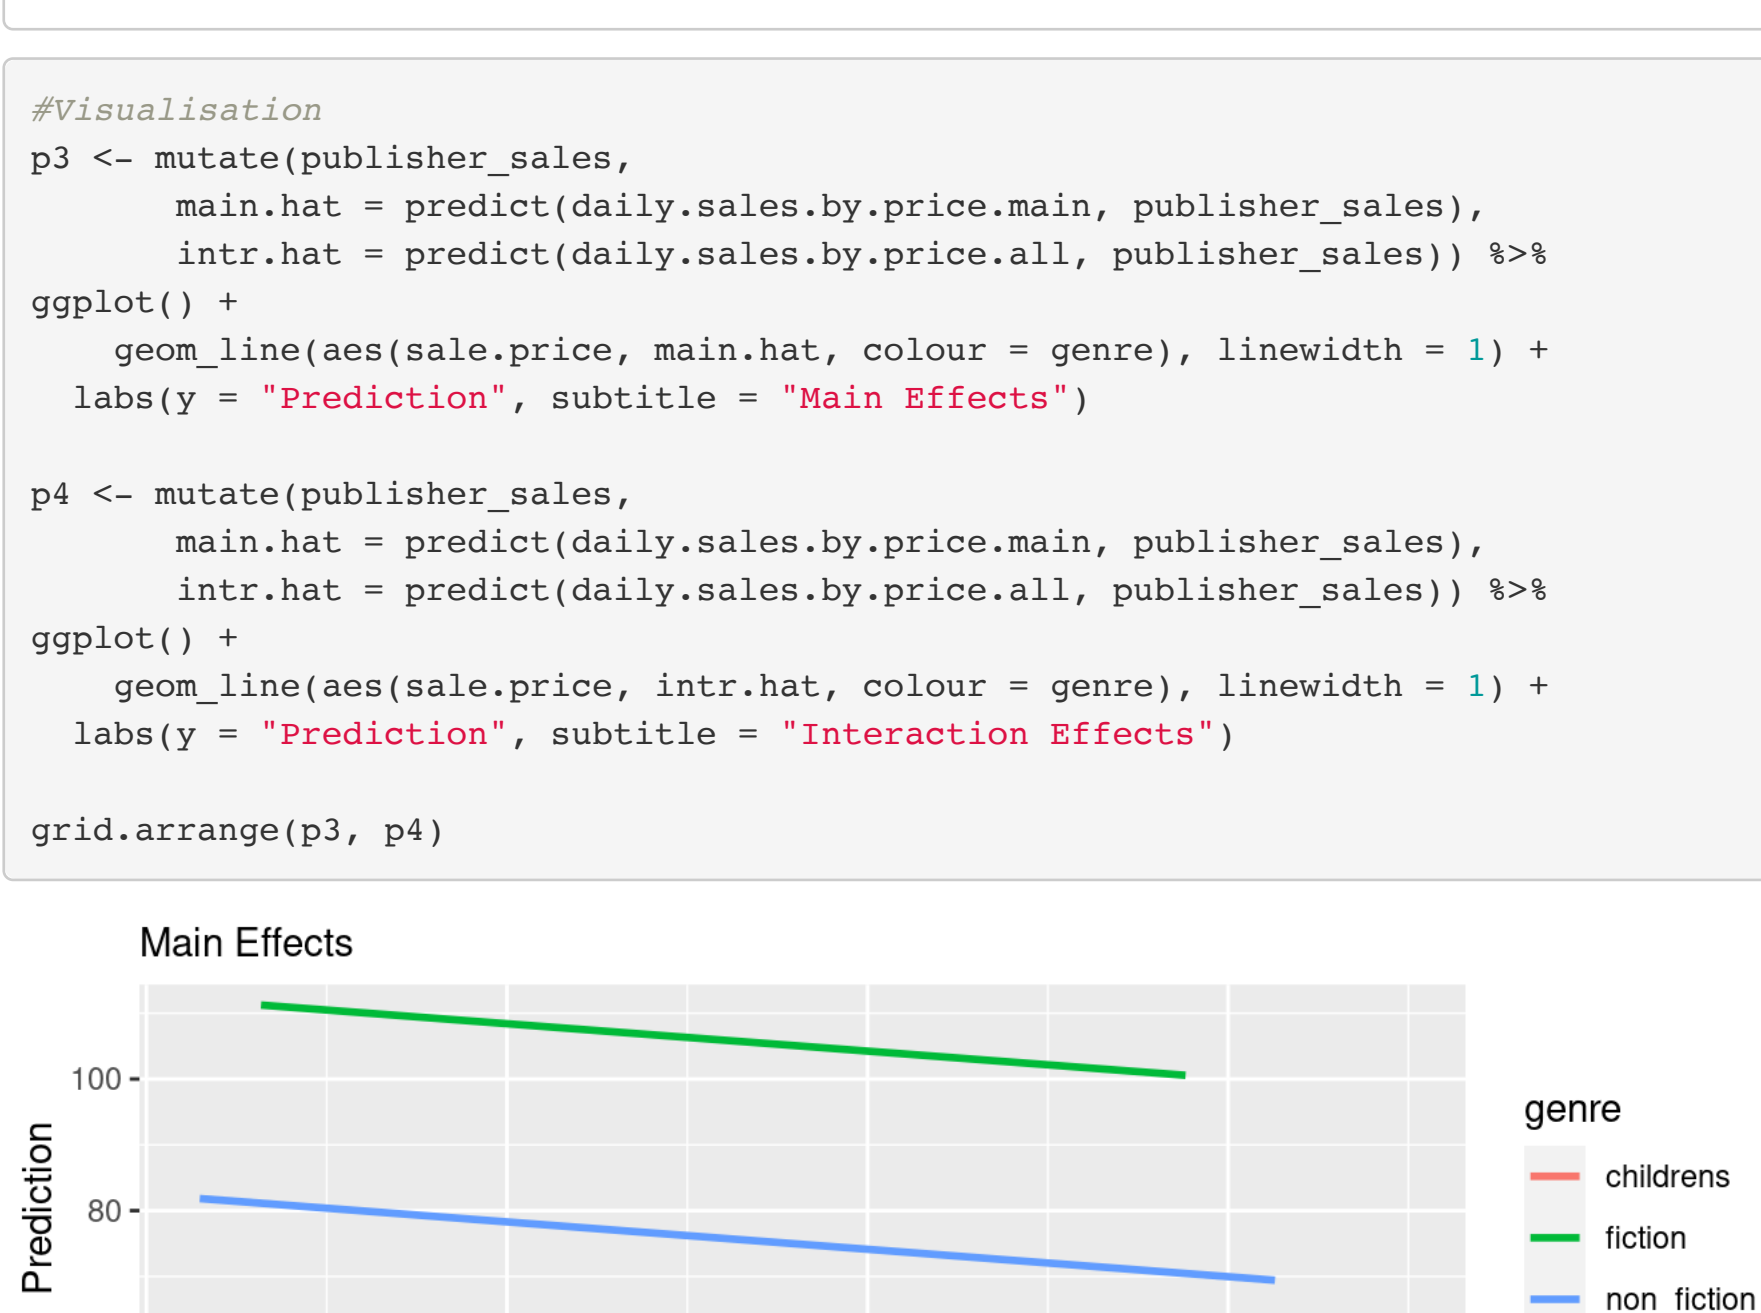 #Visualisation
p3 <- mutate(publisher_sales,
       main.hat = predict(daily.sales.by.price.main, publisher_sales),
       intr.hat = predict(daily.sales.by.price.all, publisher_sales)) %>%
ggplot() +
    geom_line(aes(sale.price, main.hat, colour = genre), linewidth = 1) +
  labs(y = "Prediction", subtitle = "Main Effects")
p4 <- mutate(publisher_sales,
       main.hat = predict(daily.sales.by.price.main, publisher_sales),
       intr.hat = predict(daily.sales.by.price.all, publisher_sales)) %>%
ggplot() +
    geom_line(aes(sale.price, intr.hat, colour = genre), linewidth = 1) +
  labs(y = "Prediction", subtitle = "Interaction Effects")
grid.arrange(p3, p4)
Main Effects
100
80
Prediction
genre
childrens
fiction
non_fiction